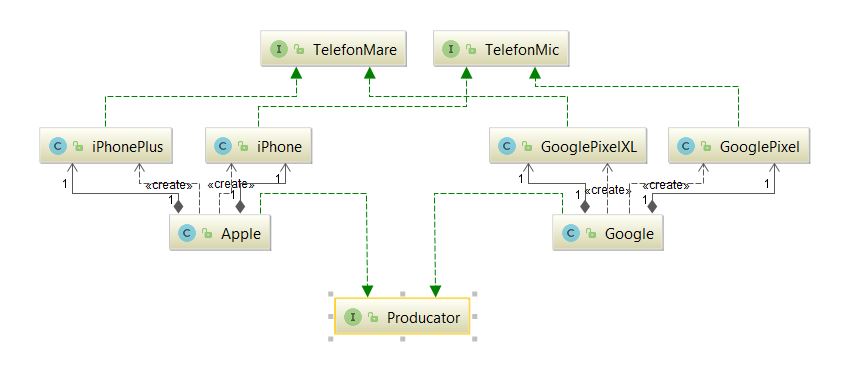 I TelefonMare
I TelefonMic
C iPhonePlus
C iPhone
C GooglePixelXL
C GooglePixel
1 «create» 1 «create» 1 1
1 1 «create» «create» 1 1
C Apple
C Google
I Producator